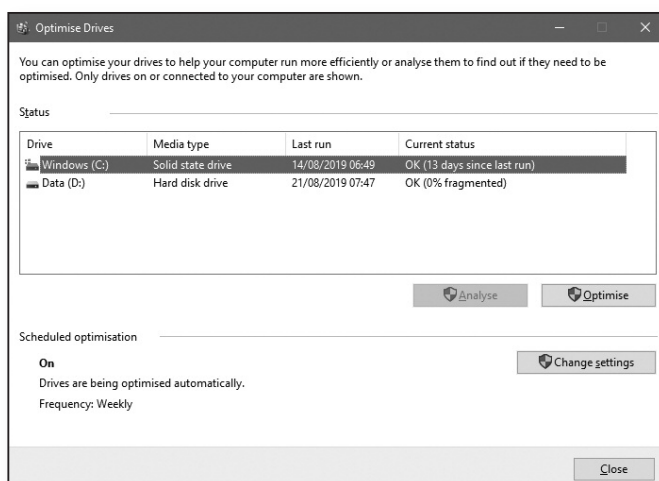 Optimise Drives
You can optimise your drives to help your computer run more efficiently or analyse them to find out if they need to be
optimised. Only drives on or connected to your computer are shown.
Status
Drive Media type Last run Current status
Windows (C:) Solid state drive 14/08/2019 06:49 OK (13 days since last run)
Data (D:) Hard disk drive 21/08/2019 07:47 OK (0% fragmented)
Analyse Optimise
Scheduled optimisation
On Change settings
Drives are being optimised automatically.
Frequency: Weekly
Close